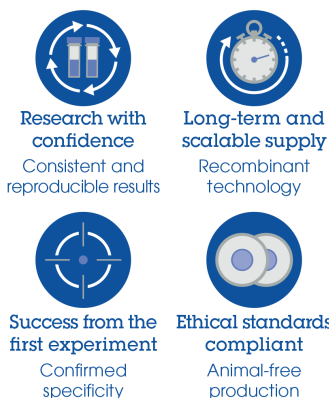 Research with
confidence
Consistent and
reproducible results
Long-term and
scalable supply
Recombinant
technology
Success from the
first experiment
Confirmed
specificity
Ethical standards
compliant
Animal-free
production